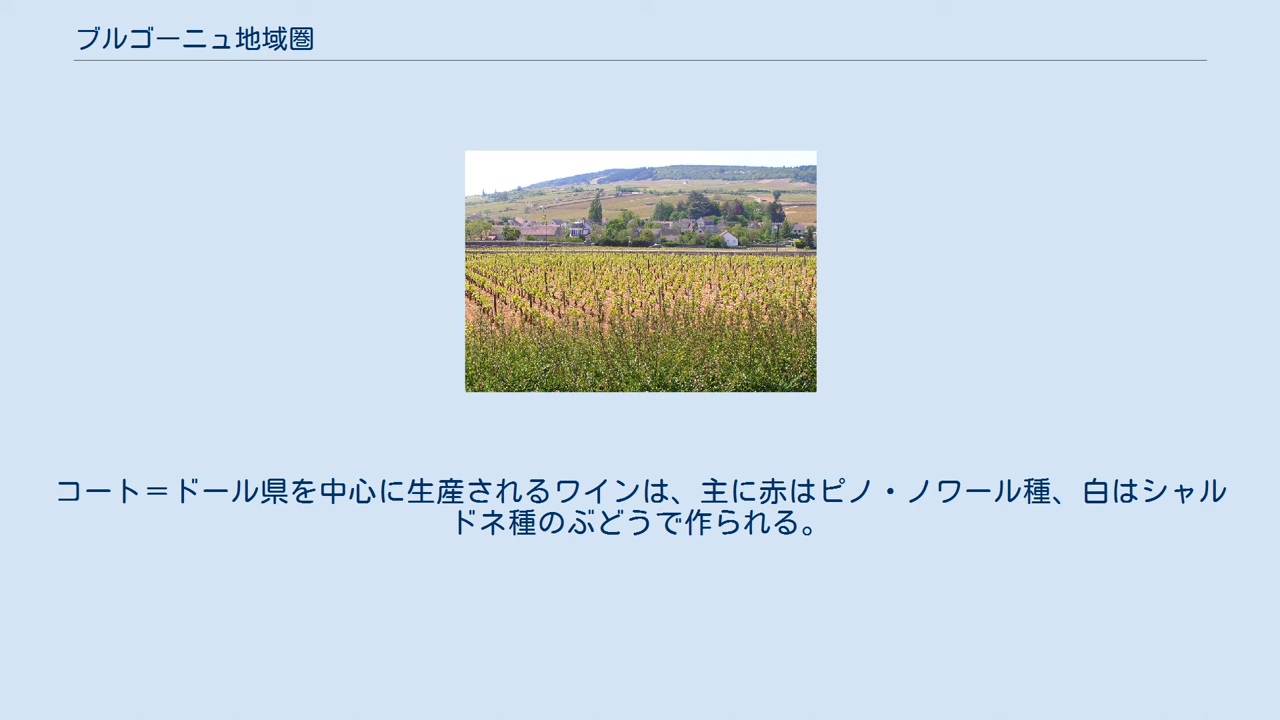 ブルゴーニュ地域圏
コート＝ドール県を中心に生産されるワインは、主に赤はピノ・ノワール種、白はシャル
ドネ種のぶどうで作られる。